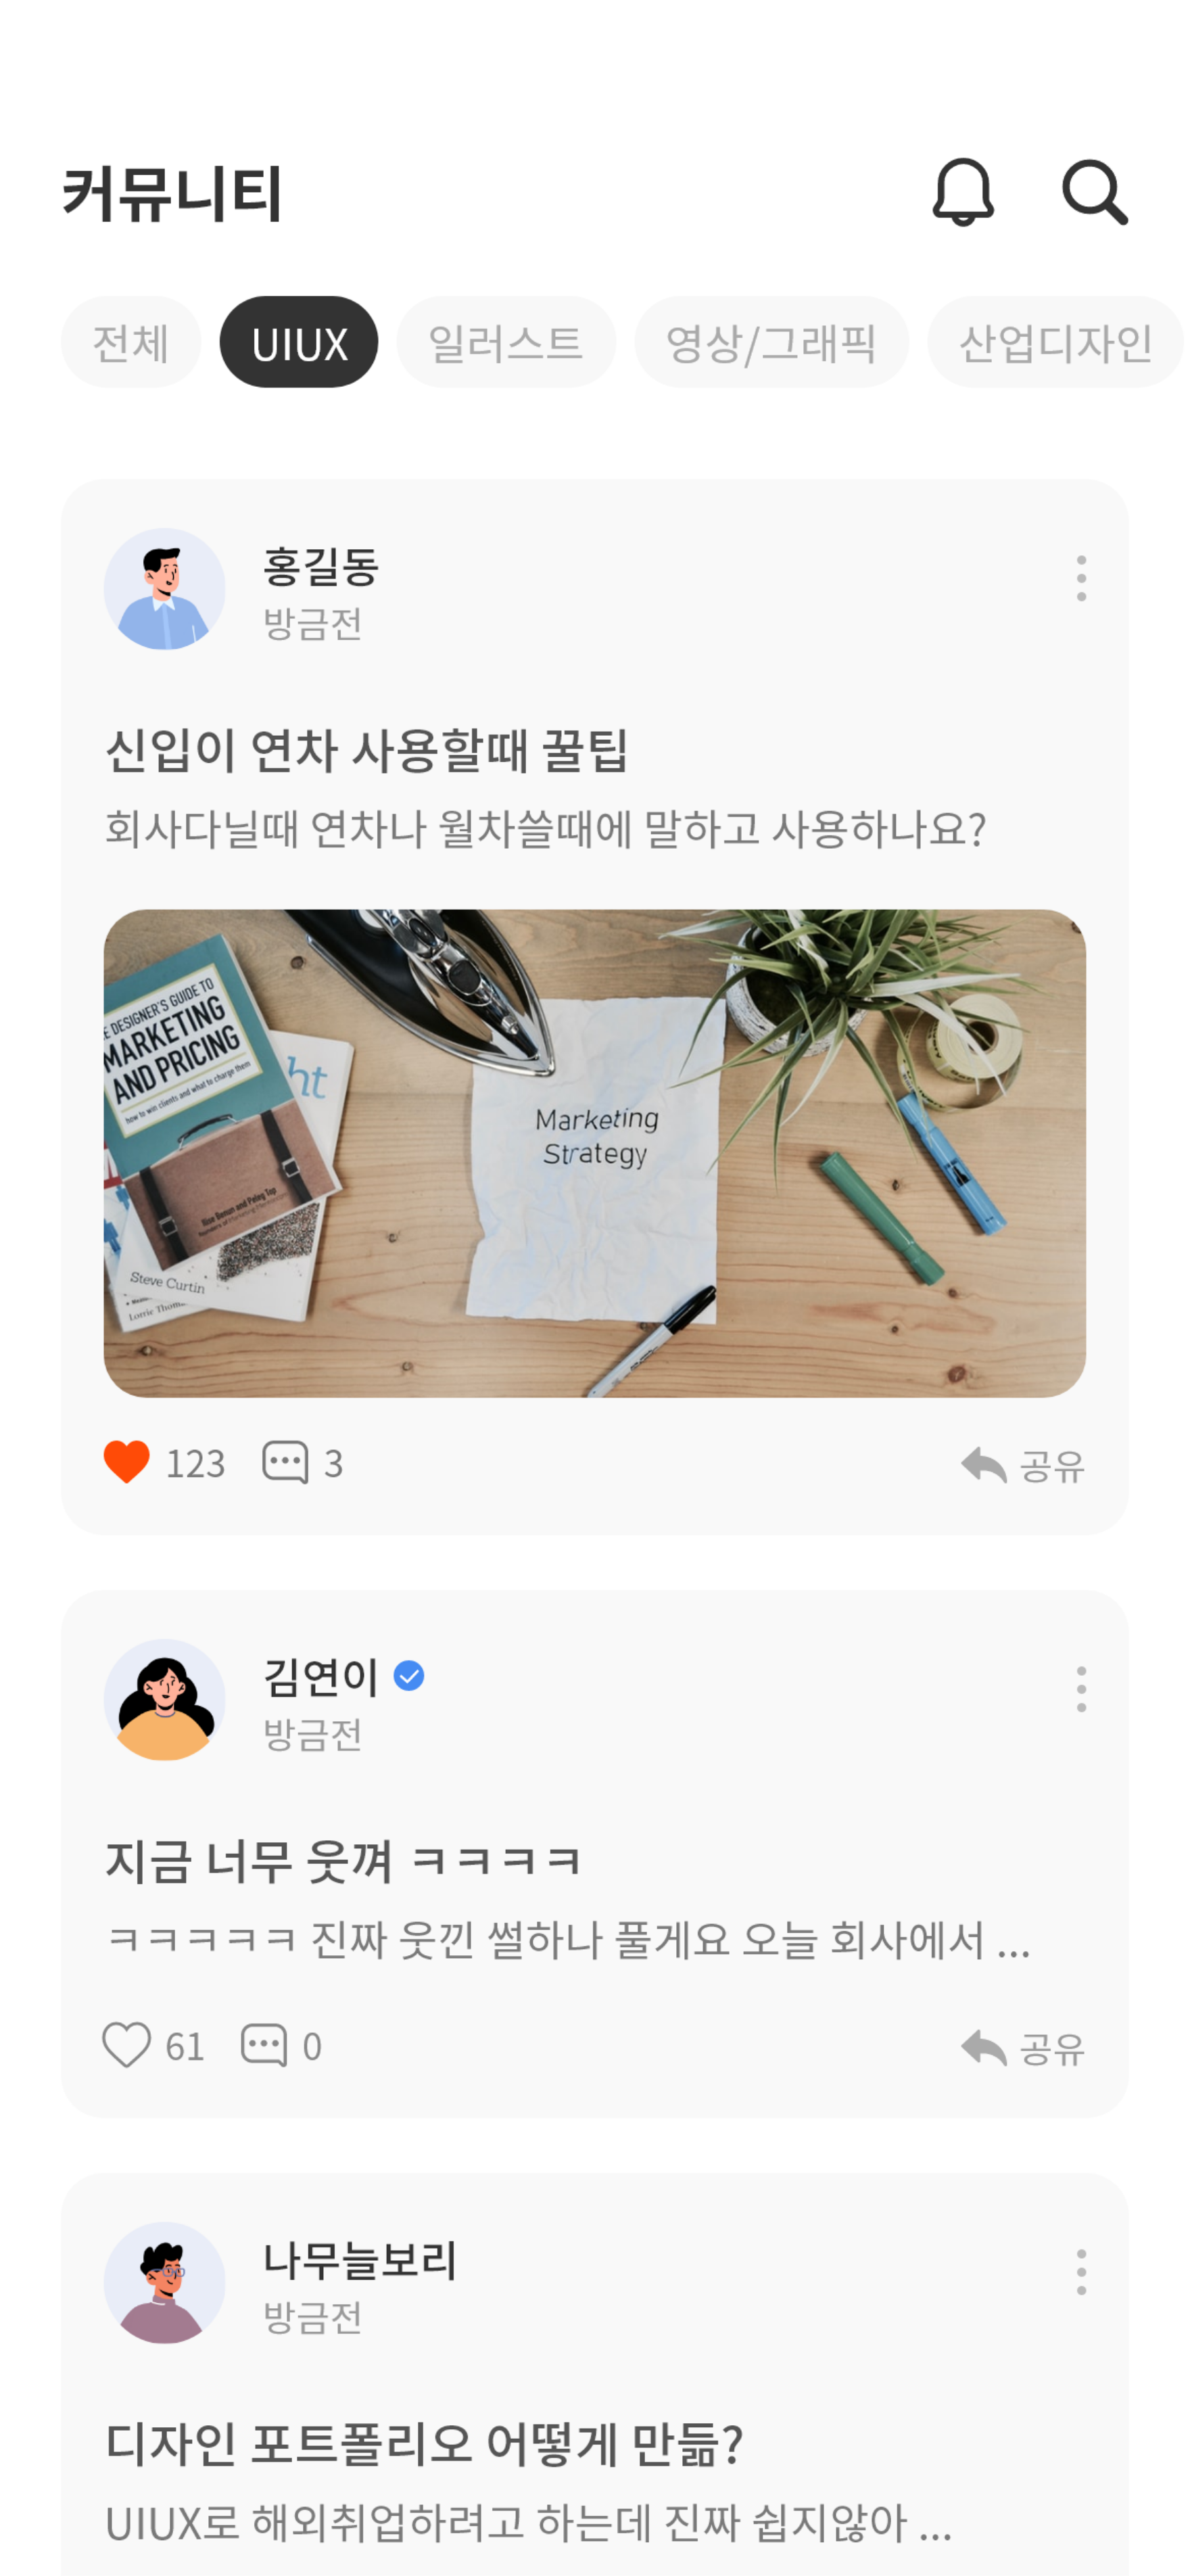 커뮤니티
전체 UIUX 일러스트 영상/그래픽 산업디자인
홍길동
방금전
신입이 연차 사용할때 꿀팁
회사다닐때 연차나 월차쓸때에 말하고 사용하나요?
DESIGNER'S GUIDE TO
MARKETING
AND PRICING
how to win clients and what to charge them
ht
Steve Curtin
Marketing
Strategy
123 3 공유
김연이
방금전
지금 너무 웃껴 ㅋㅋㅋㅋ
ㅋㅋㅋㅋㅋ 진짜 웃낀 썰하나 풀게요 오늘 회사에서 ...
61 0 공유
나무늘보리
방금전
디자인 포트폴리오 어떻게 만듦?
UIUX로 해외취업하려고 하는데 진짜 쉽지않아 ...